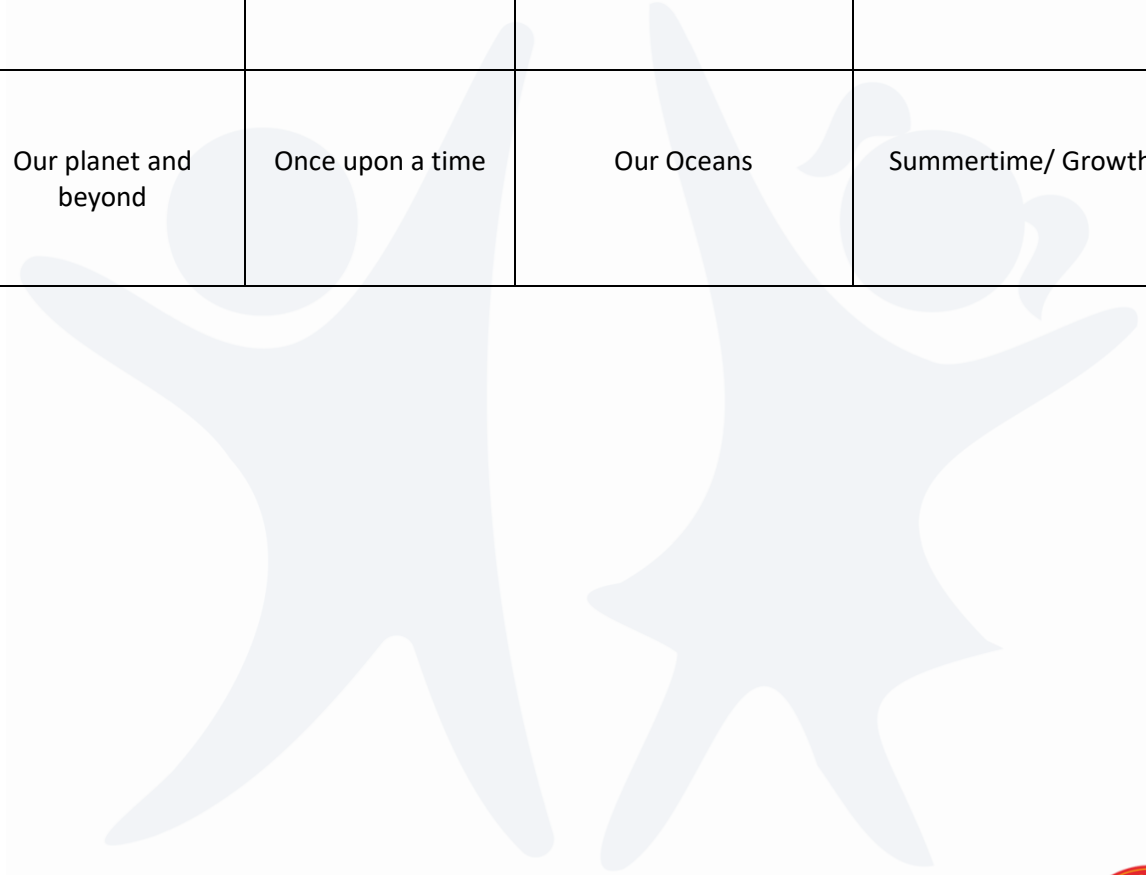 Our planet and
beyond
Once upon a time
Our Oceans
Summertime/ Growth